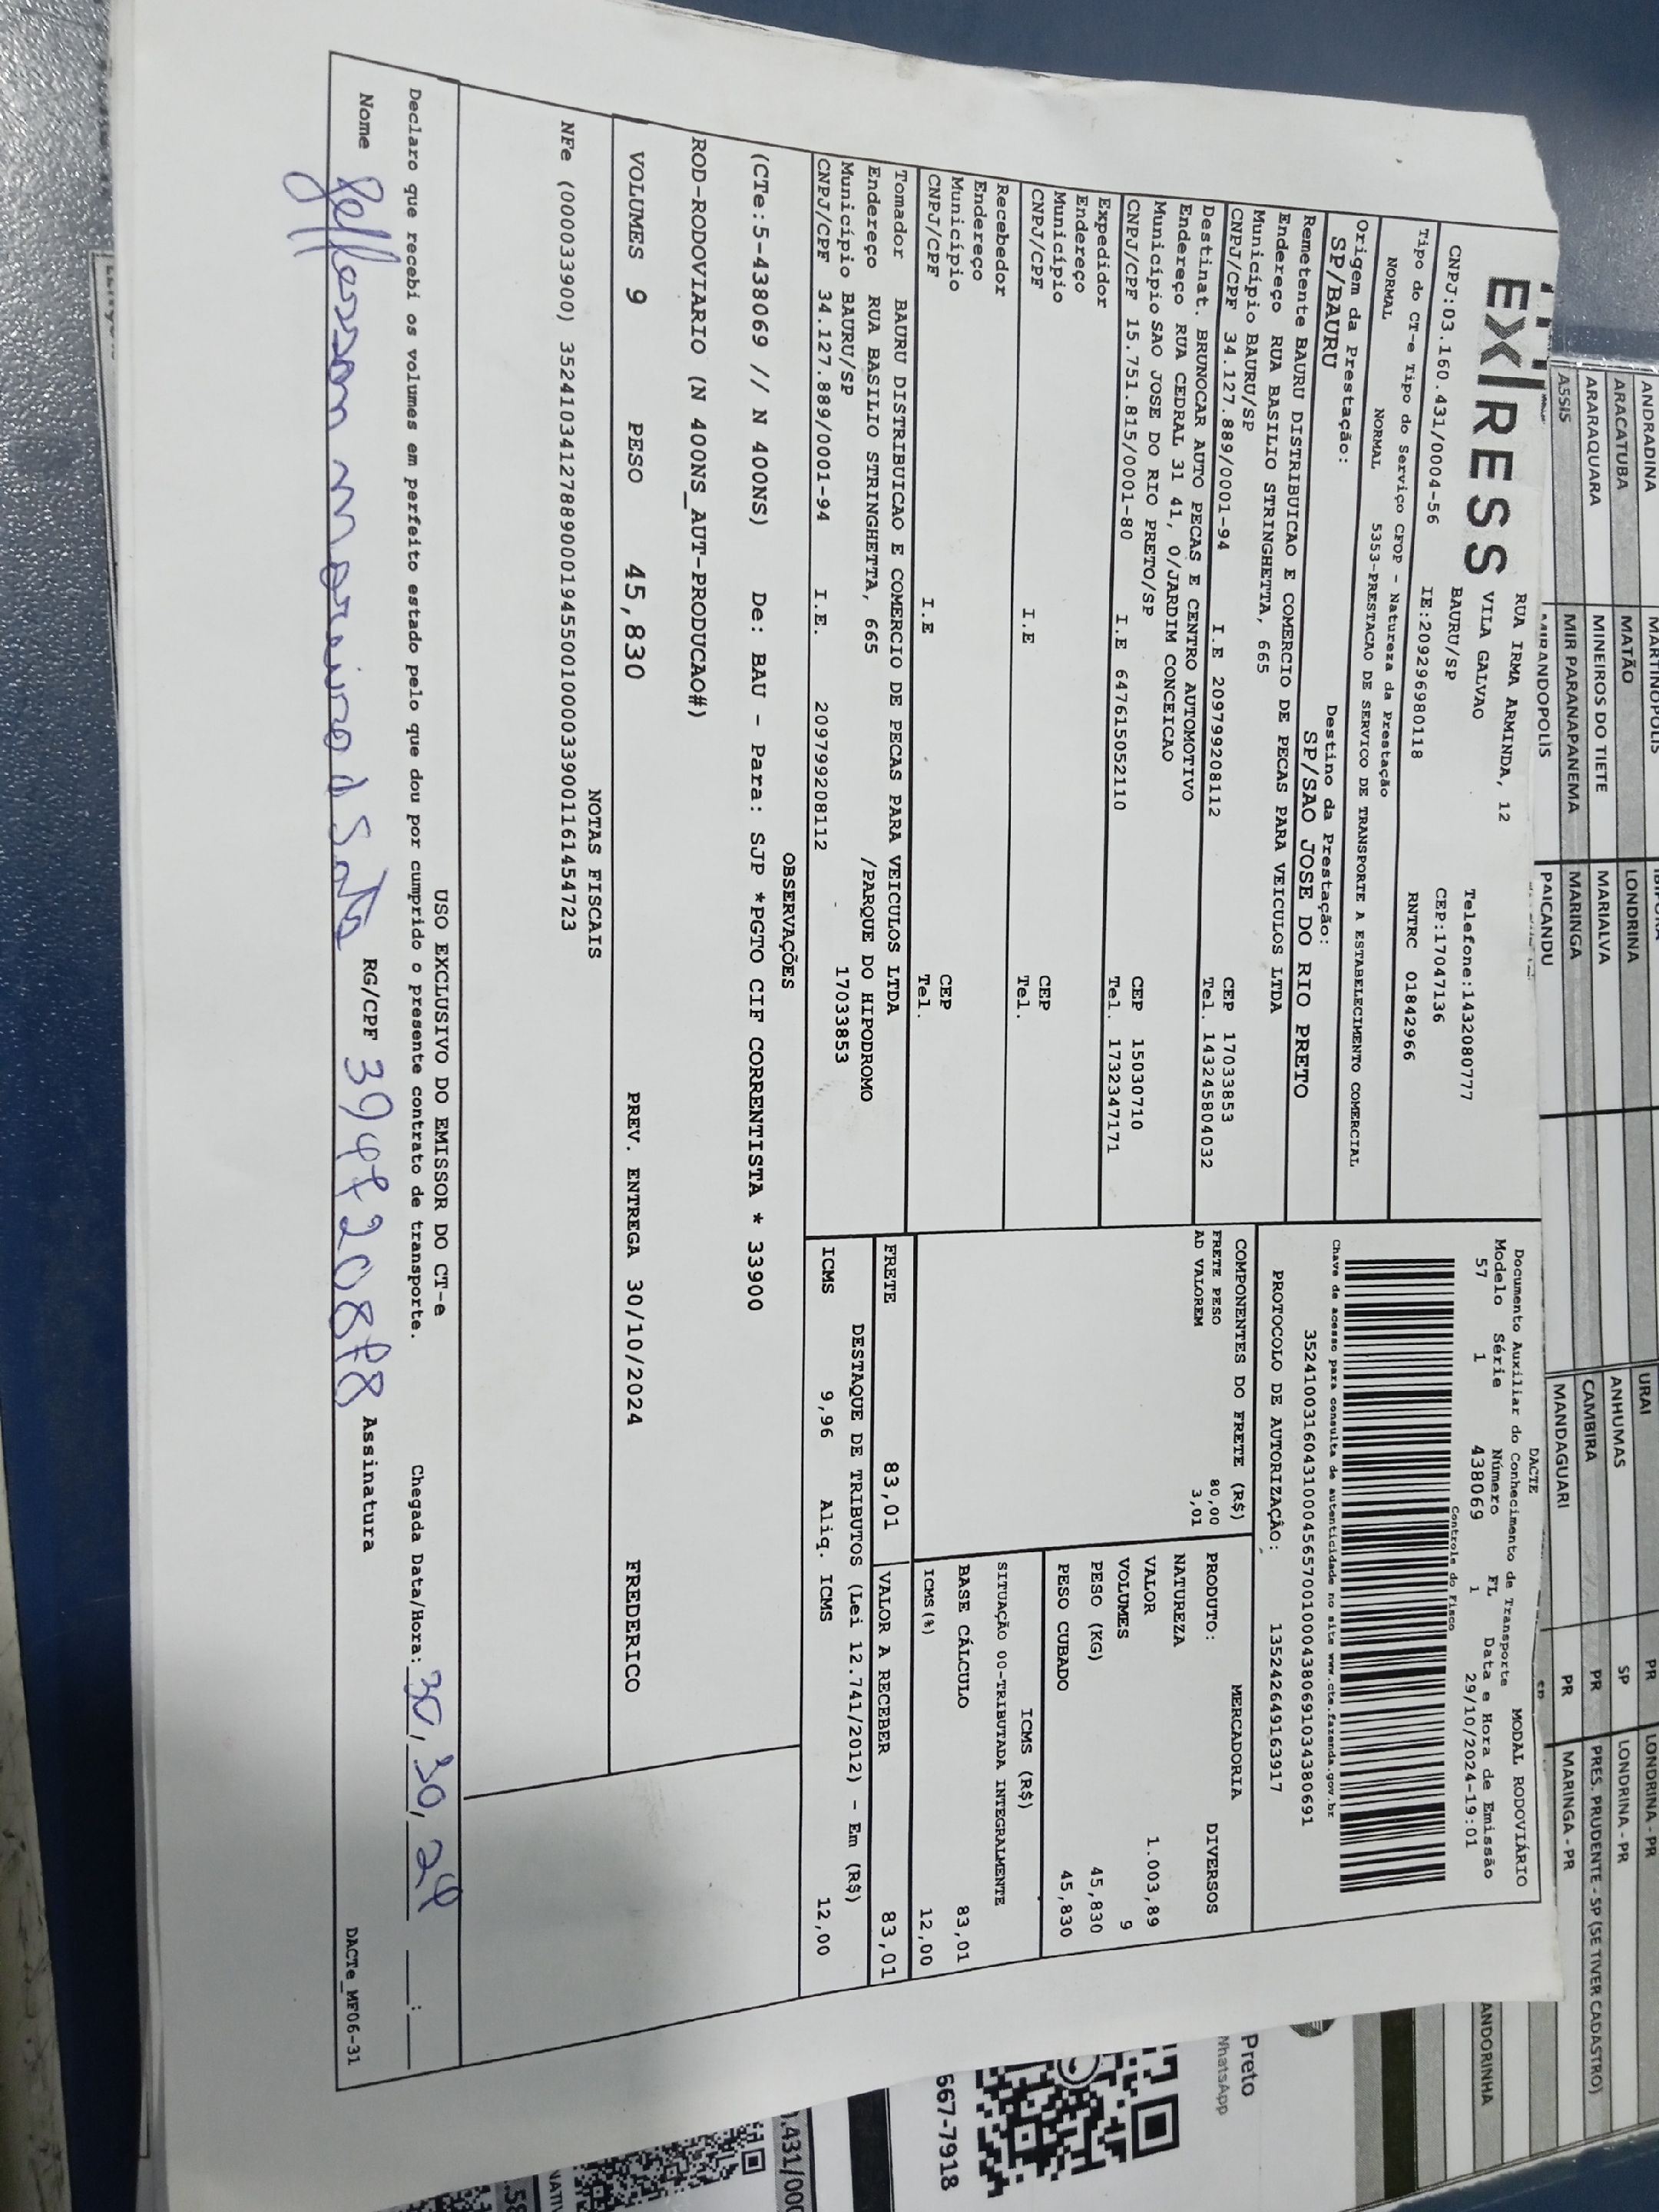 EX|RESS
RUA IRMA ARMINDA, 12
VILA GALVAO
BAURU/SP
Telefone:1432080777
CEP:17047136
CNPJ:03.160.431/0004-56
IE:209296980118
RNTRC 01842966
Tipo do CT-e Tipo do Serviço CFOP - Natureza da Prestação
NORMAL NORMAL 5353-PRESTACAO DE SERVICO DE TRANSPORTE A ESTABELECIMENTO COMERCIAL
Origem da Prestação: Destino da Prestação:
SP/BAURU SP/SAO JOSE DO RIO PRETO
Remetente BAURU DISTRIBUICAO E COMERCIO DE PECAS PARA VEICULOS LTDA
Endereço RUA BASILIO STRINGHETTA, 665
Município BAURU/SP CEP 17033853
CNPJ/CPF 34.127.889/0001-94 I.E 209799208112 Tel. 143245804032
Destinat. BRUNOCAR AUTO PECAS E CENTRO AUTOMOTIVO
Endereço RUA CEDRAL 31 41, 0/JARDIM CONCEICAO
Município SAO JOSE DO RIO PRETO/SP CEP 15030710
CNPJ/CPF 15.751.815/0001-80 I.E 647615052110 Tel. 1732347171
Expedidor
Endereço
Município CEP
CNPJ/CPF I.E Tel.
Recebedor
Endereço
Município CEP
CNPJ/CPF I.E Tel.
Tomador BAURU DISTRIBUICAO E COMERCIO DE PECAS PARA VEICULOS LTDA
Endereço RUA BASILIO STRINGHETTA, 665 /PARQUE DO HIPODROMO
Município BAURU/SP 17033853
CNPJ/CPF 34.127.889/0001-94 I.E. 209799208112
DACTE
Documento Auxiliar do Conhecimento de Transporte
MODAL RODOVIÁRIO
Modelo Série Número FL Data e Hora de Emissão
57 1 438069 1 29/10/2024-19:01
Controle do Fisco
Chave de acesso para consulta de autenticidade no site www.cte.fazenda.gov.br
35241003160431000456570010004380691034380691
PROTOCOLO DE AUTORIZAÇÃO: 135242649163917
COMPONENTES DO FRETE (R$)
FRETE PESO 80,00
AD VALOREM 3,01
MERCADORIA
PRODUTO: DIVERSOS
NATUREZA
VALOR 1.003,89
VOLUMES 9
PESO (KG) 45,830
PESO CUBADO 45,830
ICMS (R$)
SITUAÇÃO 00-TRIBUTADA INTEGRALMENTE
BASE CÁLCULO 83,01
ICMS(%) 12,00
FRETE 83,01 VALOR A RECEBER 83,01
DESTAQUE DE TRIBUTOS (Lei 12.741/2012) - Em (R$)
ICMS 9,96 Aliq. ICMS 12,00
OBSERVAÇÕES
(CTe:5-438069 // N 400NS) De: BAU - Para: SJP *PGTO CIF CORRENTISTA * 33900
ROD-RODOVIARIO (N 400NS_AUT-PRODUCAO#)
VOLUMES 9 PESO 45,830 PREV. ENTREGA 30/10/2024 FREDERICO
NOTAS FISCAIS
NFe (000033900) 35241034127889000194550010000339001161454723
USO EXCLUSIVO DO EMISSOR DO CT-e
Declaro que recebi os volumes em perfeito estado pelo que dou por cumprido o presente contrato de transporte. Chegada Data/Hora: 30/30/24 __:__
Nome RG/CPF Assinatura
DACTe_MF06-31
ANDRADINA
ARACATUBA
ARARAQUARA
ASSIS
MARTINOPOLIS
MATÃO
MINEIROS DO TIETE
MIR PARANAPANEMA
MIRANDOPOLIS
LONDRINA
MARIALVA
MARINGA
PAICANDU
URAI PR LONDRINA - PR
ANHUMAS SP LONDRINA - PR
CAMBIRA PR PRES. PRUDENTE - SP (SE TIVER CADASTRO)
MANDAGUARI PR MARINGA - PR
ANDORINHA
Preto
WhatsApp
667-7918